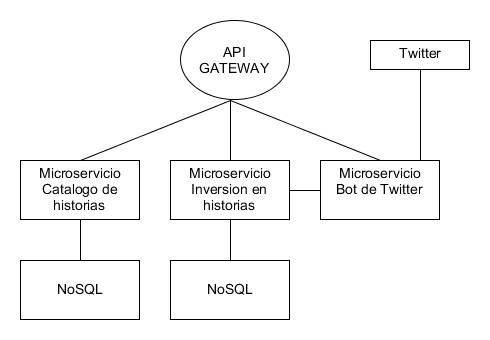 API
GATEWAY
Twitter
Microservicio
Catalogo de
historias
Microservicio
Inversion en
historias
Microservicio
Bot de Twitter
NoSQL
NoSQL